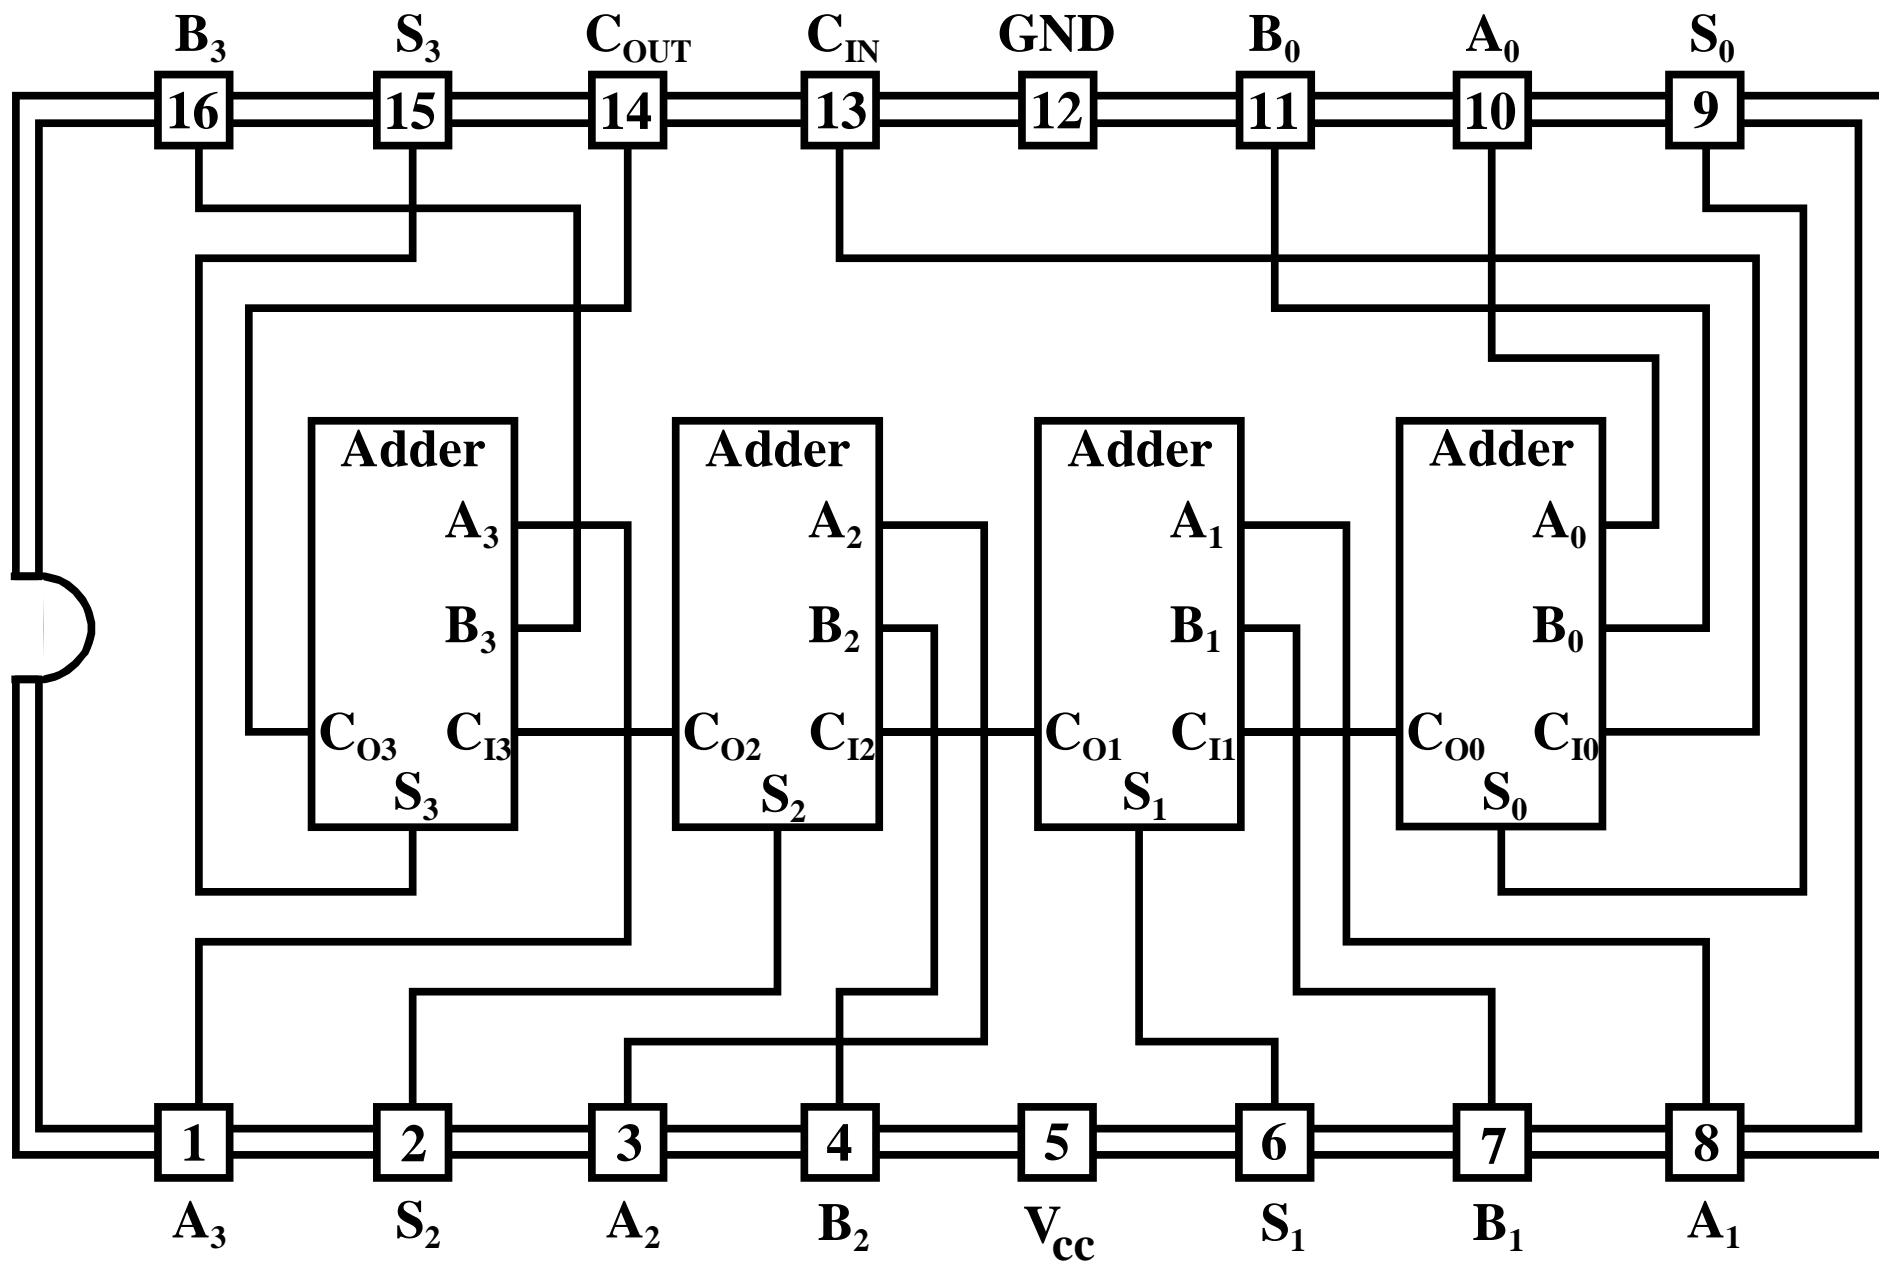 B3 S3 COUT CIN GND B0 A0 S0
16 15 14 13 12 11 10 9
Adder Adder Adder Adder
A3 A2 A1 A0
B3 B2 B1 B0
CO3 CI3 CO2 CI2 CO1 CI1 CO0 CI0
S3 S2 S1 S0
1 2 3 4 5 6 7 8
A3 S2 A2 B2 Vcc S1 B1 A1